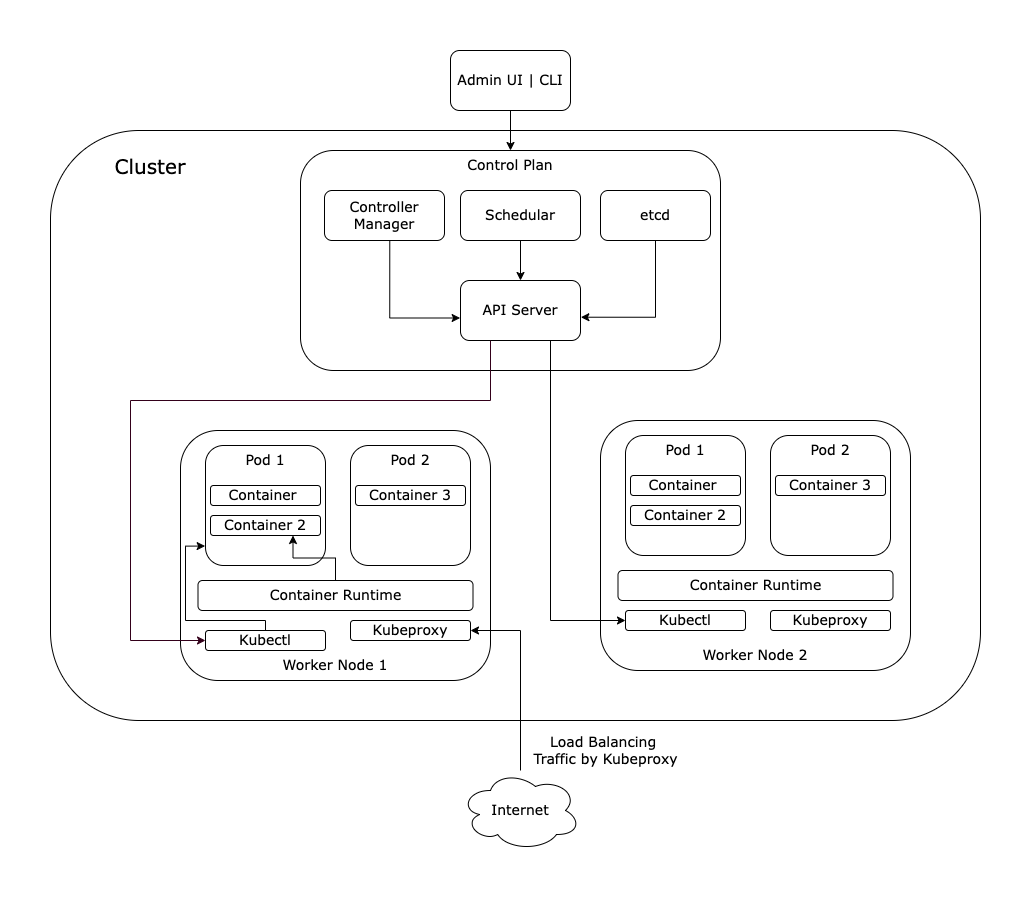 Admin UI | CLI
Cluster
Control Plan
Controller
Manager
Schedular
etcd
API Server
Pod 1
Container
Container 2
Pod 2
Container 3
Container Runtime
Kubectl
Kubeproxy
Worker Node 1
Pod 1
Container
Container 2
Pod 2
Container 3
Container Runtime
Kubectl
Kubeproxy
Worker Node 2
Load Balancing
Traffic by Kubeproxy
Internet